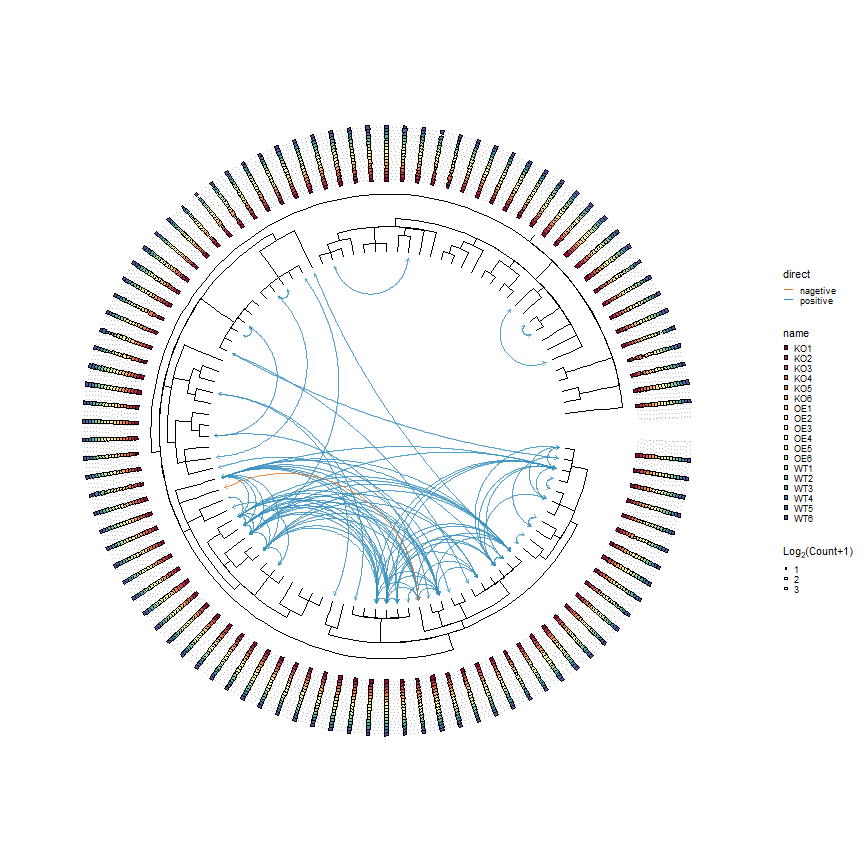 direct
nagetive
positive
name
KO1
KO2
KO3
KO4
KO5
KO6
OE1
OE2
OE3
OE4
OE5
OE6
WT1
WT2
WT3
WT4
WT5
WT6
Log₂(Count+1)
1
2
3